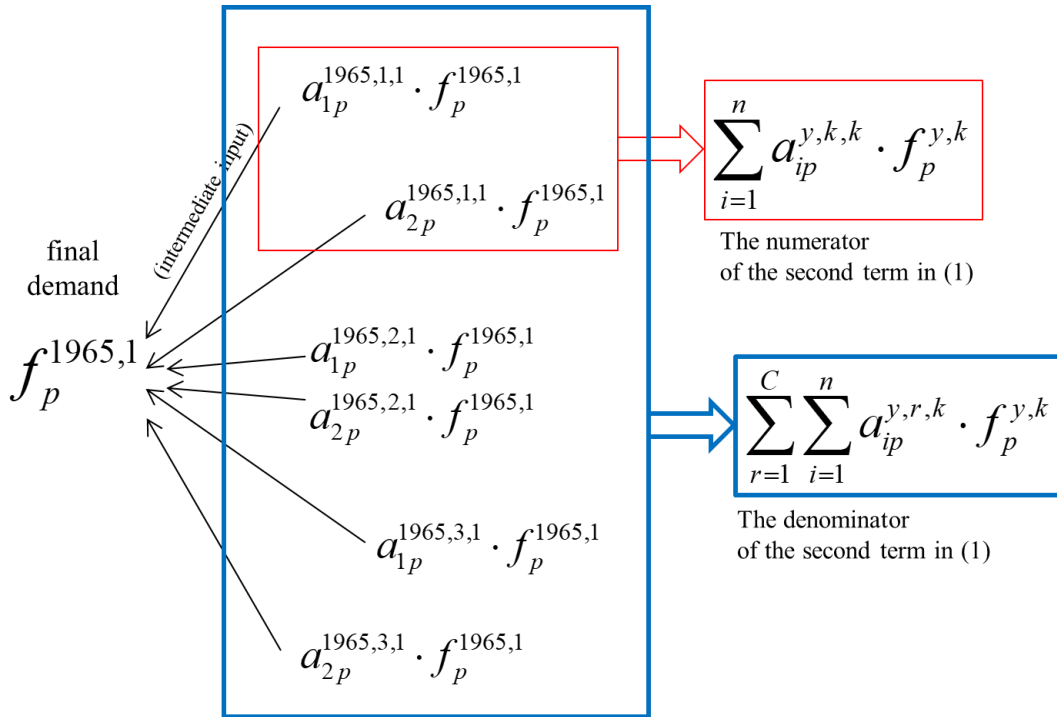 a_{1p}^{1965,1,1} · f_p^{1965,1}
(intermediate input)
a_{2p}^{1965,1,1} · f_p^{1965,1}
final
demand
f_p^{1965,1}
a_{1p}^{1965,2,1} · f_p^{1965,1}
a_{2p}^{1965,2,1} · f_p^{1965,1}
a_{1p}^{1965,3,1} · f_p^{1965,1}
a_{2p}^{1965,3,1} · f_p^{1965,1}
\sum_{i=1}^{n} a_{ip}^{y,k,k} · f_p^{y,k}
The numerator
of the second term in (1)
\sum_{r=1}^{C} \sum_{i=1}^{n} a_{ip}^{y,r,k} · f_p^{y,k}
The denominator
of the second term in (1)